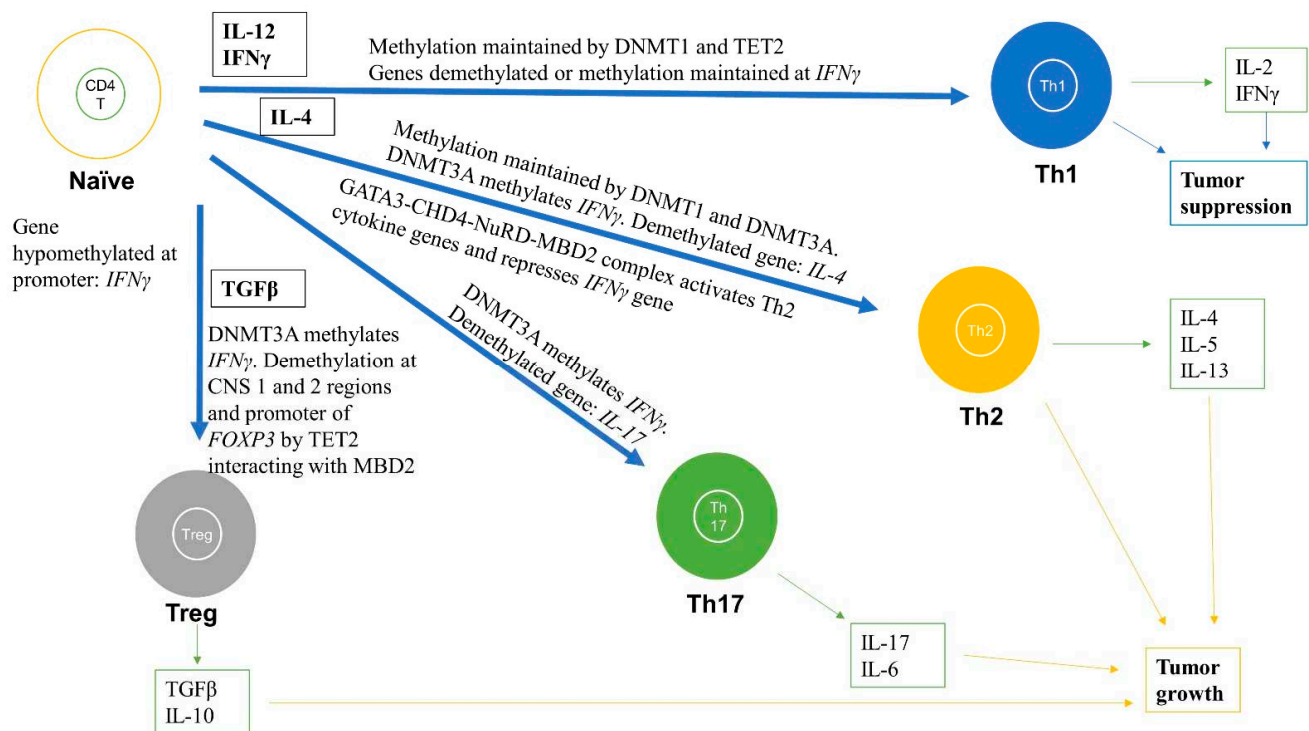 CD4
T
Naïve
Gene
hypomethylated at
promoter: IFNγ
IL-12
IFNγ
Methylation maintained by DNMT1 and TET2
Genes demethylated or methylation maintained at IFNγ
Th1
Th1
IL-2
IFNγ
Tumor
suppression
IL-4
Methylation maintained by DNMT1 and DNMT3A.
DNMT3A methylates IFNγ. Demethylated gene: IL-4
GATA3-CHD4-NuRD-MBD2 complex activates Th2
cytokine genes and represses IFNγ gene
Th2
Th2
IL-4
IL-5
IL-13
DNMT3A methylates IFNγ.
Demethylated gene: IL-17
Th
17
Th17
IL-17
IL-6
TGFβ
DNMT3A methylates
IFNγ. Demethylation at
CNS 1 and 2 regions
and promoter of
FOXP3 by TET2
interacting with MBD2
Treg
Treg
TGFβ
IL-10
Tumor
growth